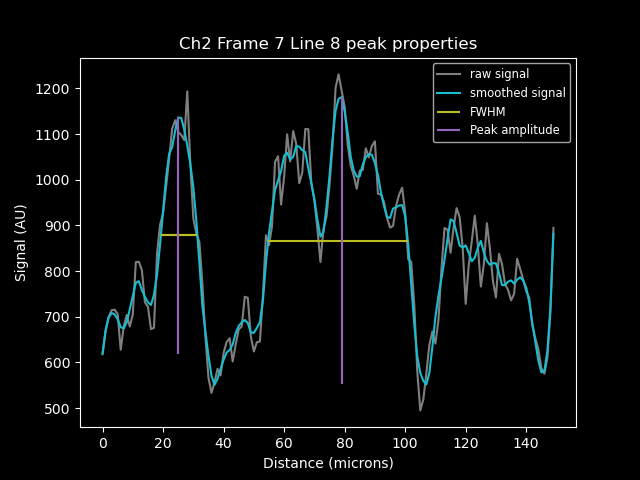 Ch2 Frame 7 Line 8 peak properties
raw signal
smoothed signal
FWHM
Peak amplitude
Signal (AU)
1200
1100
1000
900
800
700
600
500
0 20 40 60 80 100 120 140
Distance (microns)